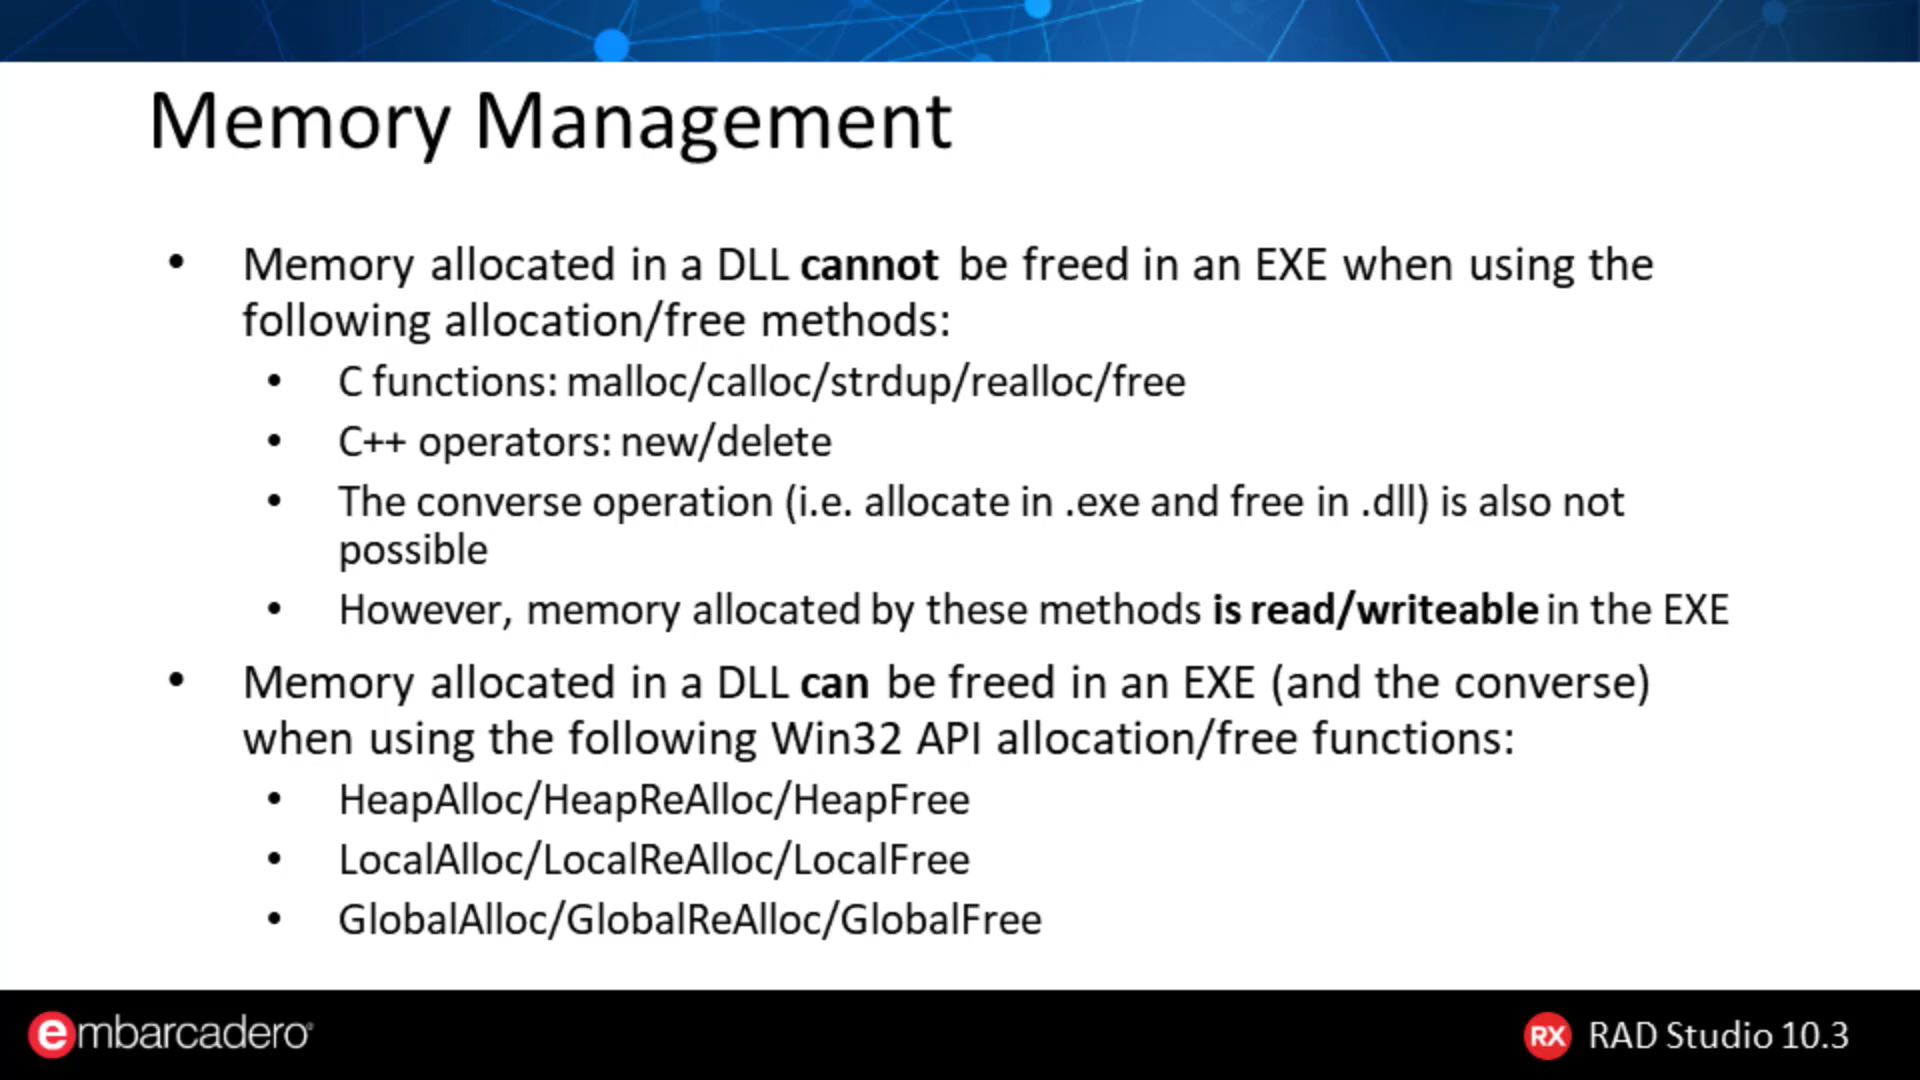 Memory Management
• Memory allocated in a DLL cannot be freed in an EXE when using the
following allocation/free methods:
• C functions: malloc/calloc/strdup/realloc/free
• C++ operators: new/delete
• The converse operation (i.e. allocate in .exe and free in .dll) is also not
possible
• However, memory allocated by these methods is read/writeable in the EXE
• Memory allocated in a DLL can be freed in an EXE (and the converse)
when using the following Win32 API allocation/free functions:
• HeapAlloc/HeapReAlloc/HeapFree
• LocalAlloc/LocalReAlloc/LocalFree
• GlobalAlloc/GlobalReAlloc/GlobalFree
embarcadero®
RX RAD Studio 10.3